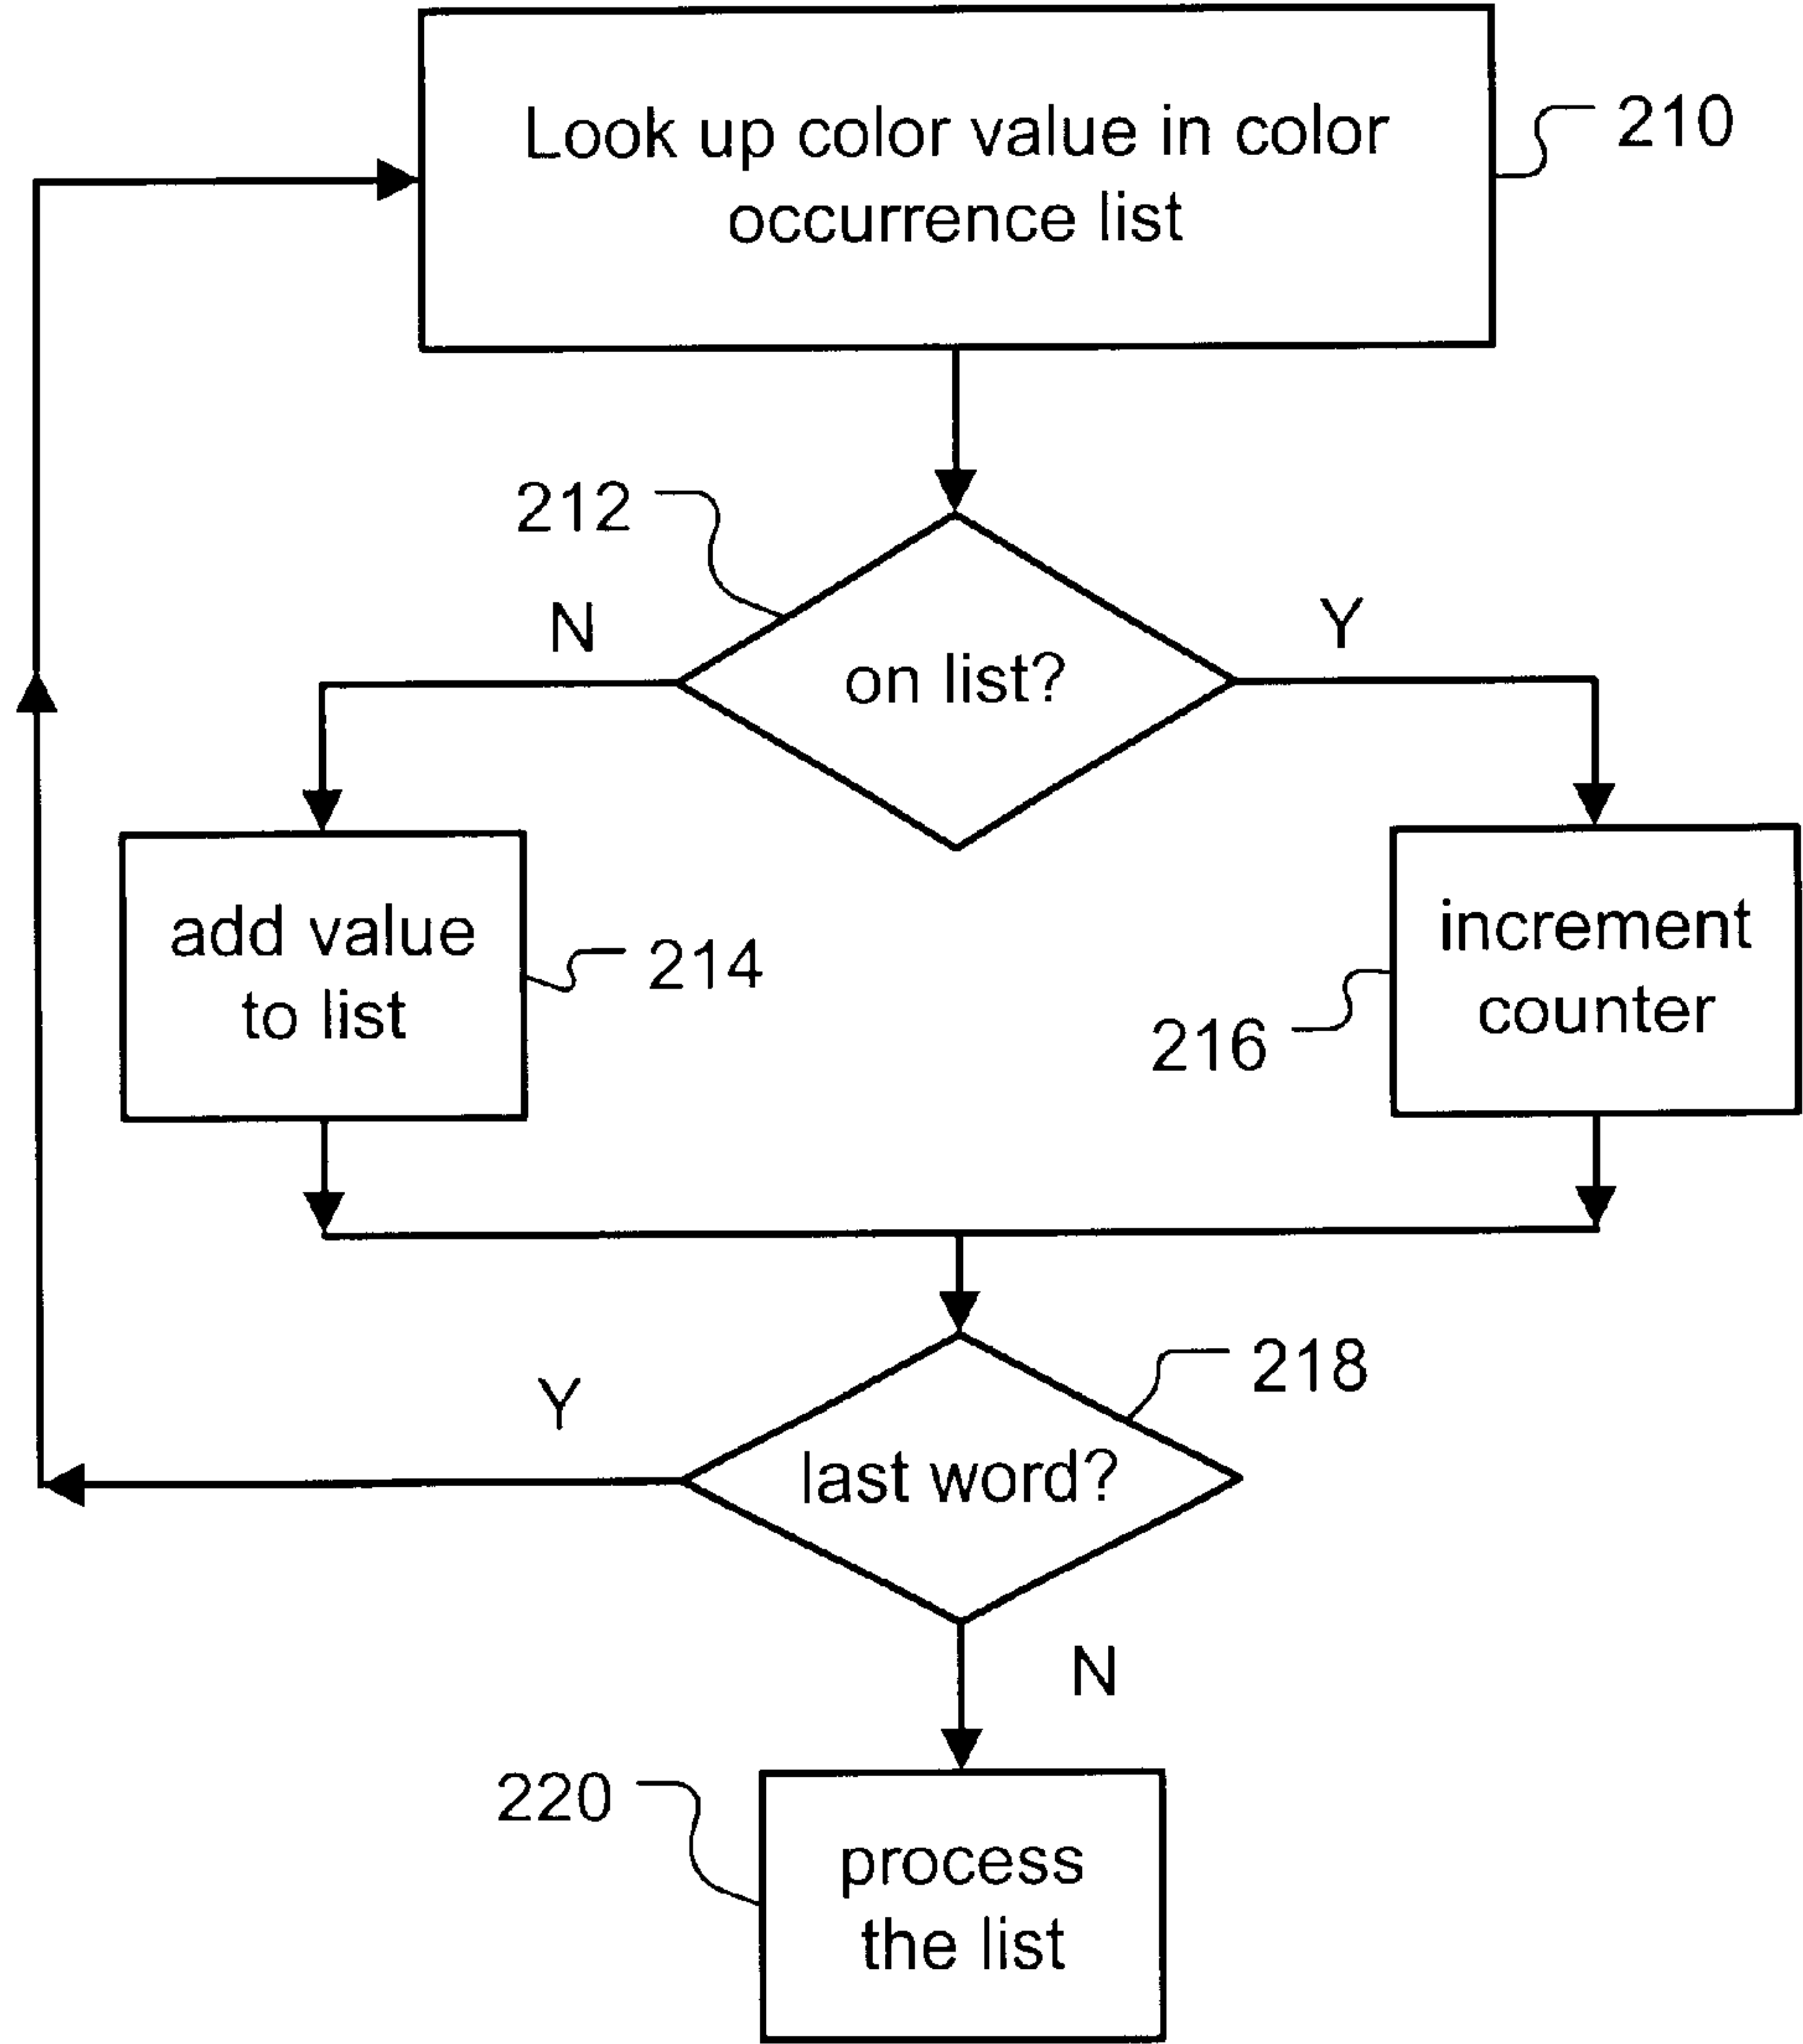 Look up color value in color
occurrence list
210
212
N
Y
on list?
add value
to list
214
increment
counter
216
218
Y
last word?
N
220
process
the list